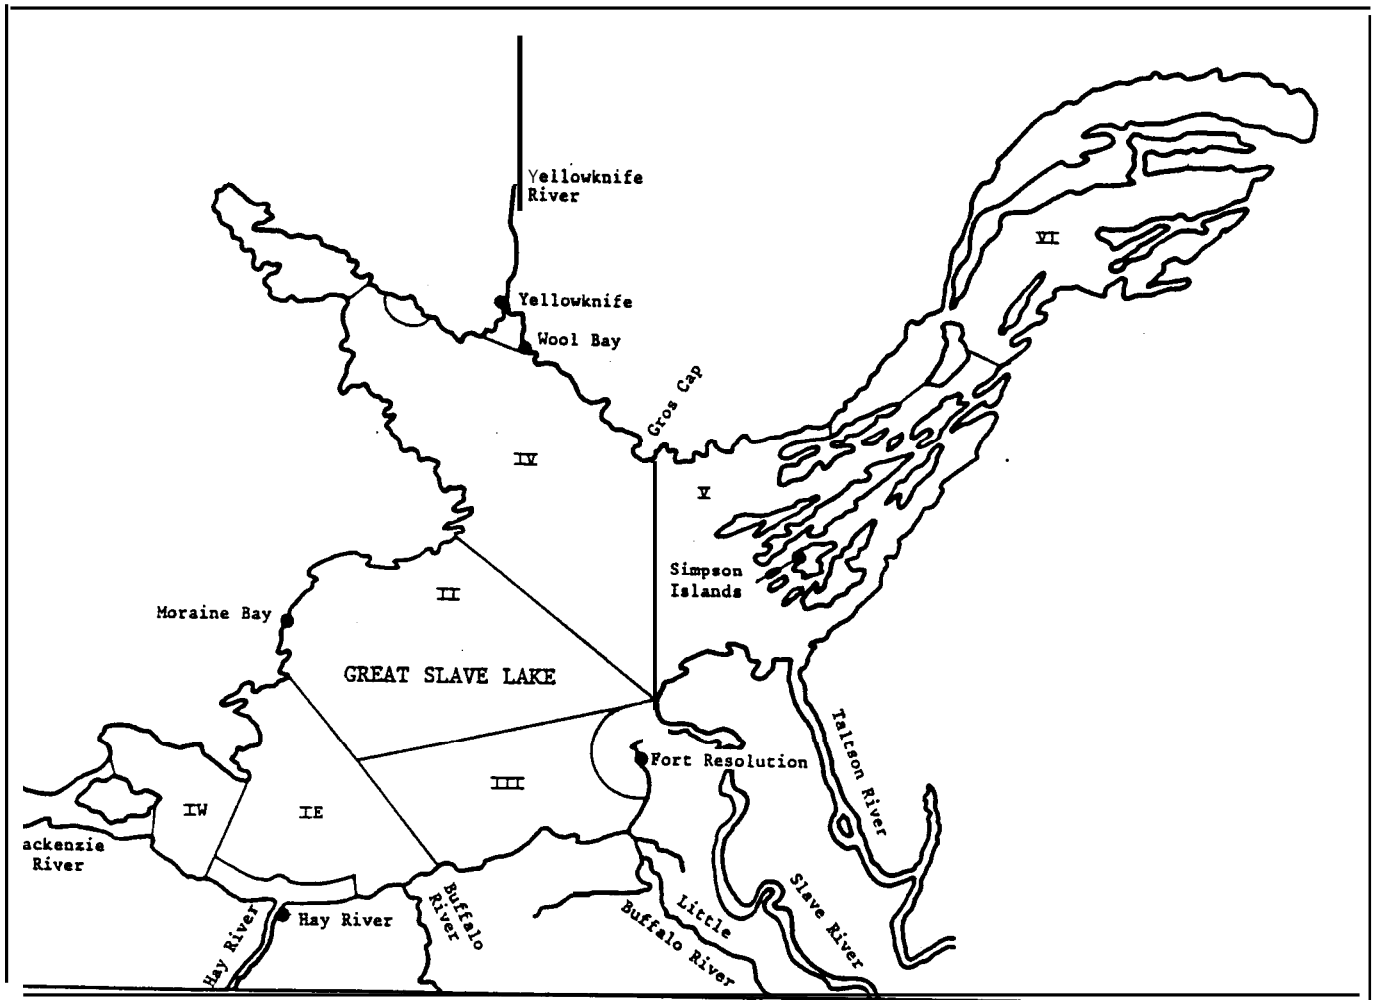 Yellowknife
River
VI
Yellowknife
Wool Bay
Gros Cap
IV
V
Simpson
Islands
II
Moraine Bay
GREAT SLAVE LAKE
Taltson River
Fort Resolution
III
IW
IE
ackenzie
River
Hay River
Hay River
Buffalo
River
Little
Buffalo River
Slave River